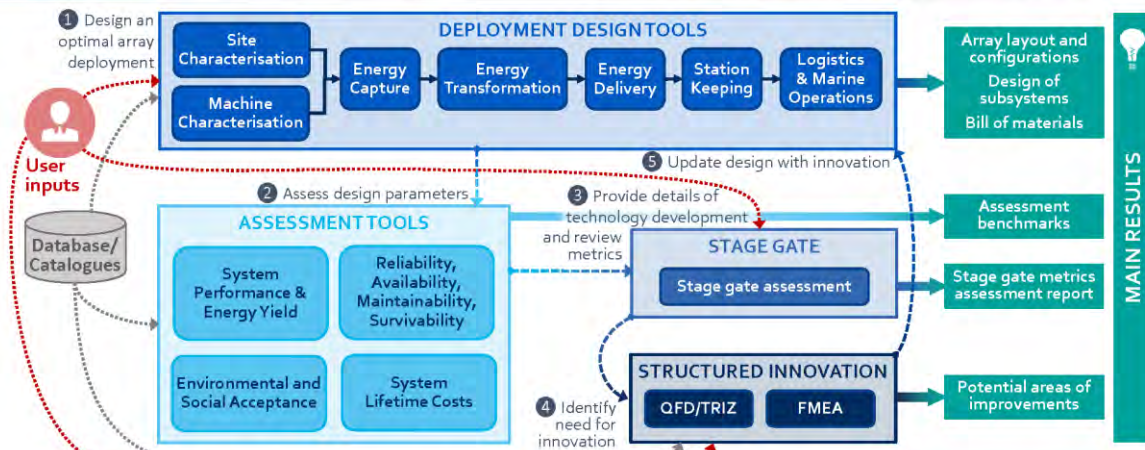 1 Design an
optimal array
deployment
User
inputs
Database/
Catalogues
DEPLOYMENT DESIGN TOOLS
Site
Characterisation
Machine
Characterisation
Energy
Capture
Energy
Transformation
Energy
Delivery
Station
Keeping
Logistics
& Marine
Operations
Array layout and
configurations
Design of
subsystems
Bill of materials
5 Update design with innovation
2 Assess design parameters
3 Provide details of
technology development
and review
metrics
ASSESSMENT TOOLS
System
Performance &
Energy Yield
Reliability,
Availability,
Maintainability,
Survivability
Environmental and
Social Acceptance
System
Lifetime Costs
Assessment
benchmarks
STAGE GATE
Stage gate assessment
Stage gate metrics
assessment report
4 Identify
need for
innovation
STRUCTURED INNOVATION
QFD/TRIZ
FMEA
Potential areas of
improvements
MAIN RESULTS